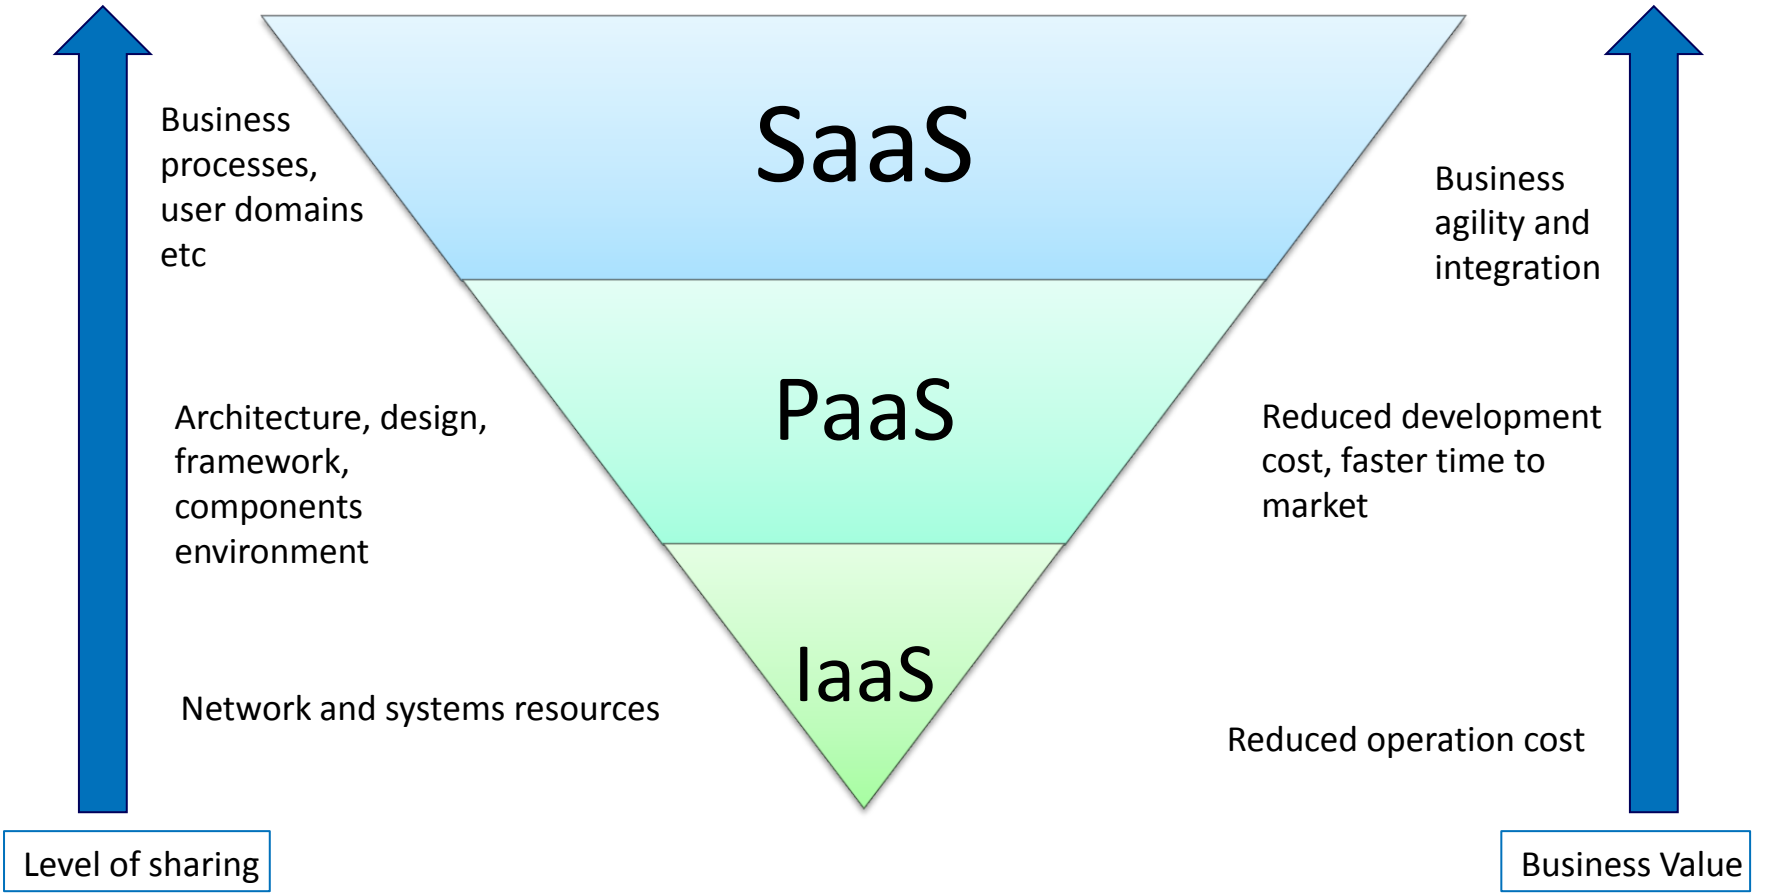 SaaS
Business
processes,
user domains
etc
Business
agility and
integration
PaaS
Architecture, design,
framework,
components
environment
Reduced development
cost, faster time to
market
IaaS
Network and systems resources
Reduced operation cost
Level of sharing
Business Value